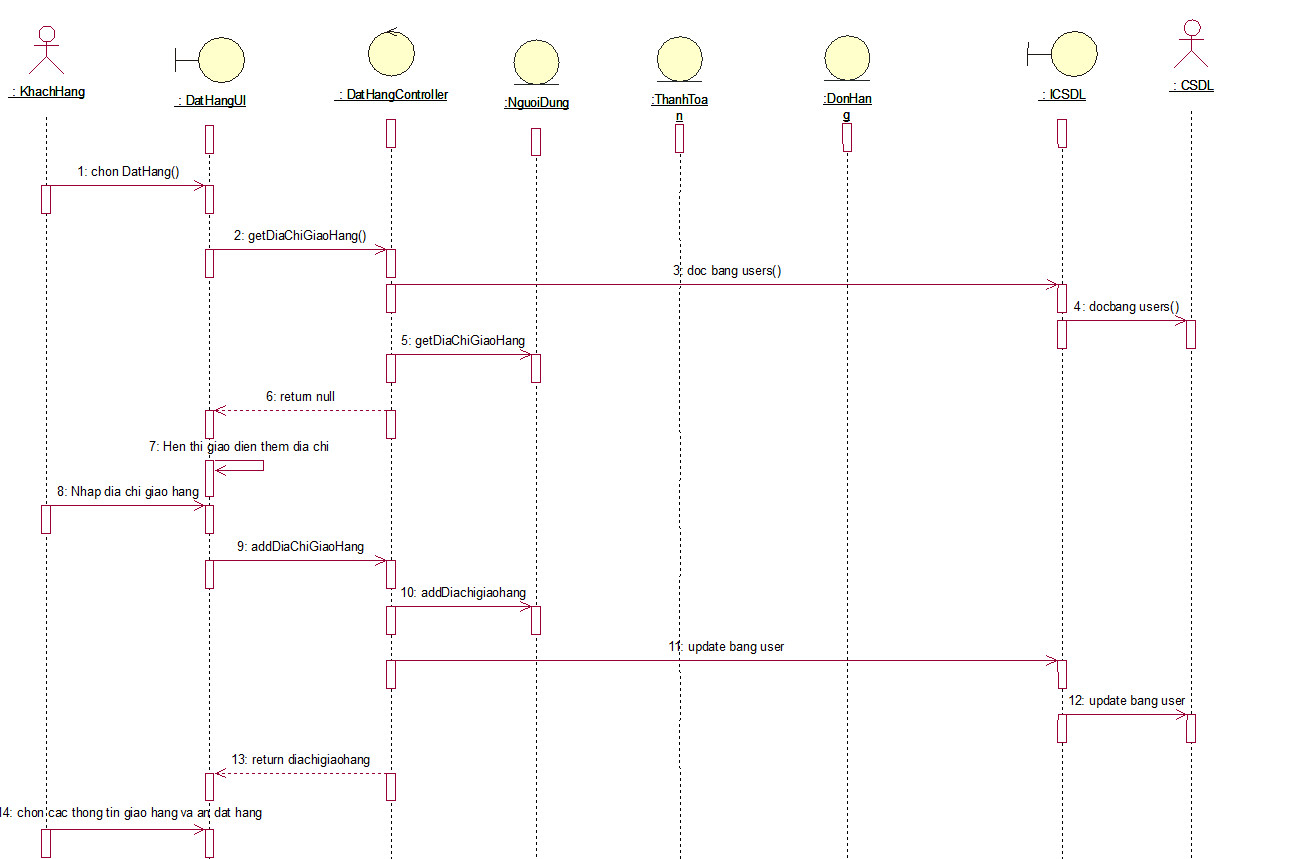 : KhachHang
: DatHangUI
: DatHangController
:NguoiDung
:ThanhToa
n
:DonHan
g
: ICSDL
: CSDL
1: chon DatHang()
2: getDiaChiGiaoHang()
3: doc bang users()
4: docbang users()
5: getDiaChiGiaoHang
6: return null
7: Hen thi giao dien them dia chi
8: Nhap dia chi giao hang
9: addDiaChiGiaoHang
10: addDiachigiaohang
11: update bang user
12: update bang user
13: return diachigiaohang
14: chon cac thong tin giao hang va an dat hang